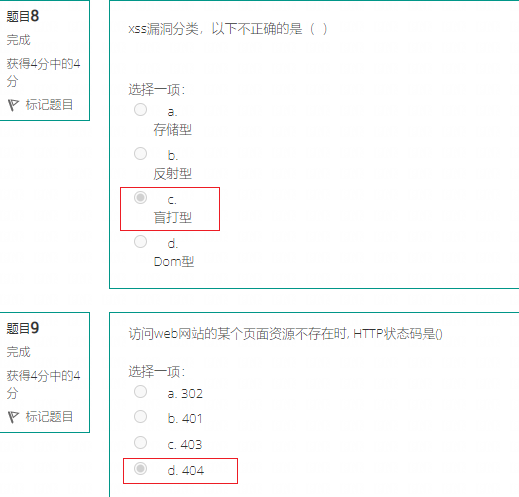 题目8
完成
获得4分中的4
分
标记题目
xss漏洞分类，以下不正确的是（ ）
选择一项：
a.
存储型
b.
反射型
c.
盲打型
d.
Dom型
题目9
完成
获得4分中的4
分
标记题目
访问web网站的某个页面资源不存在时, HTTP状态码是()
选择一项：
a. 302
b. 401
c. 403
d. 404